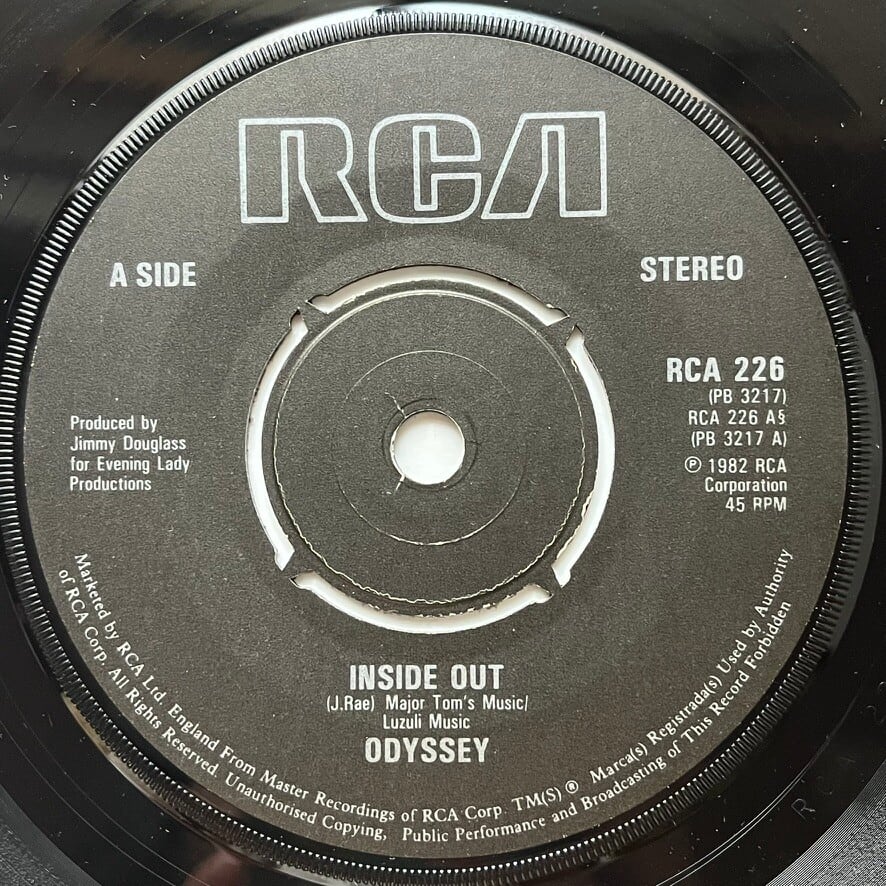 RCA
A SIDE
STEREO
RCA 226
(PB 3217)
RCA 226 A§
(PB 3217 A)
℗ 1982 RCA
Corporation
45 RPM
Produced by
Jimmy Douglass
for Evening Lady
Productions
INSIDE OUT
(J.Rae) Major Tom's Music/
Luzuli Music
ODYSSEY
Marketed by RCA Ltd. England From Master Recordings of RCA Corp. TM(S) ® Marca(s) Registrada(s) Used by Authority
of RCA Corp. All Rights Reserved. Unauthorised Copying, Public Performance and Broadcasting of This Record Forbidden